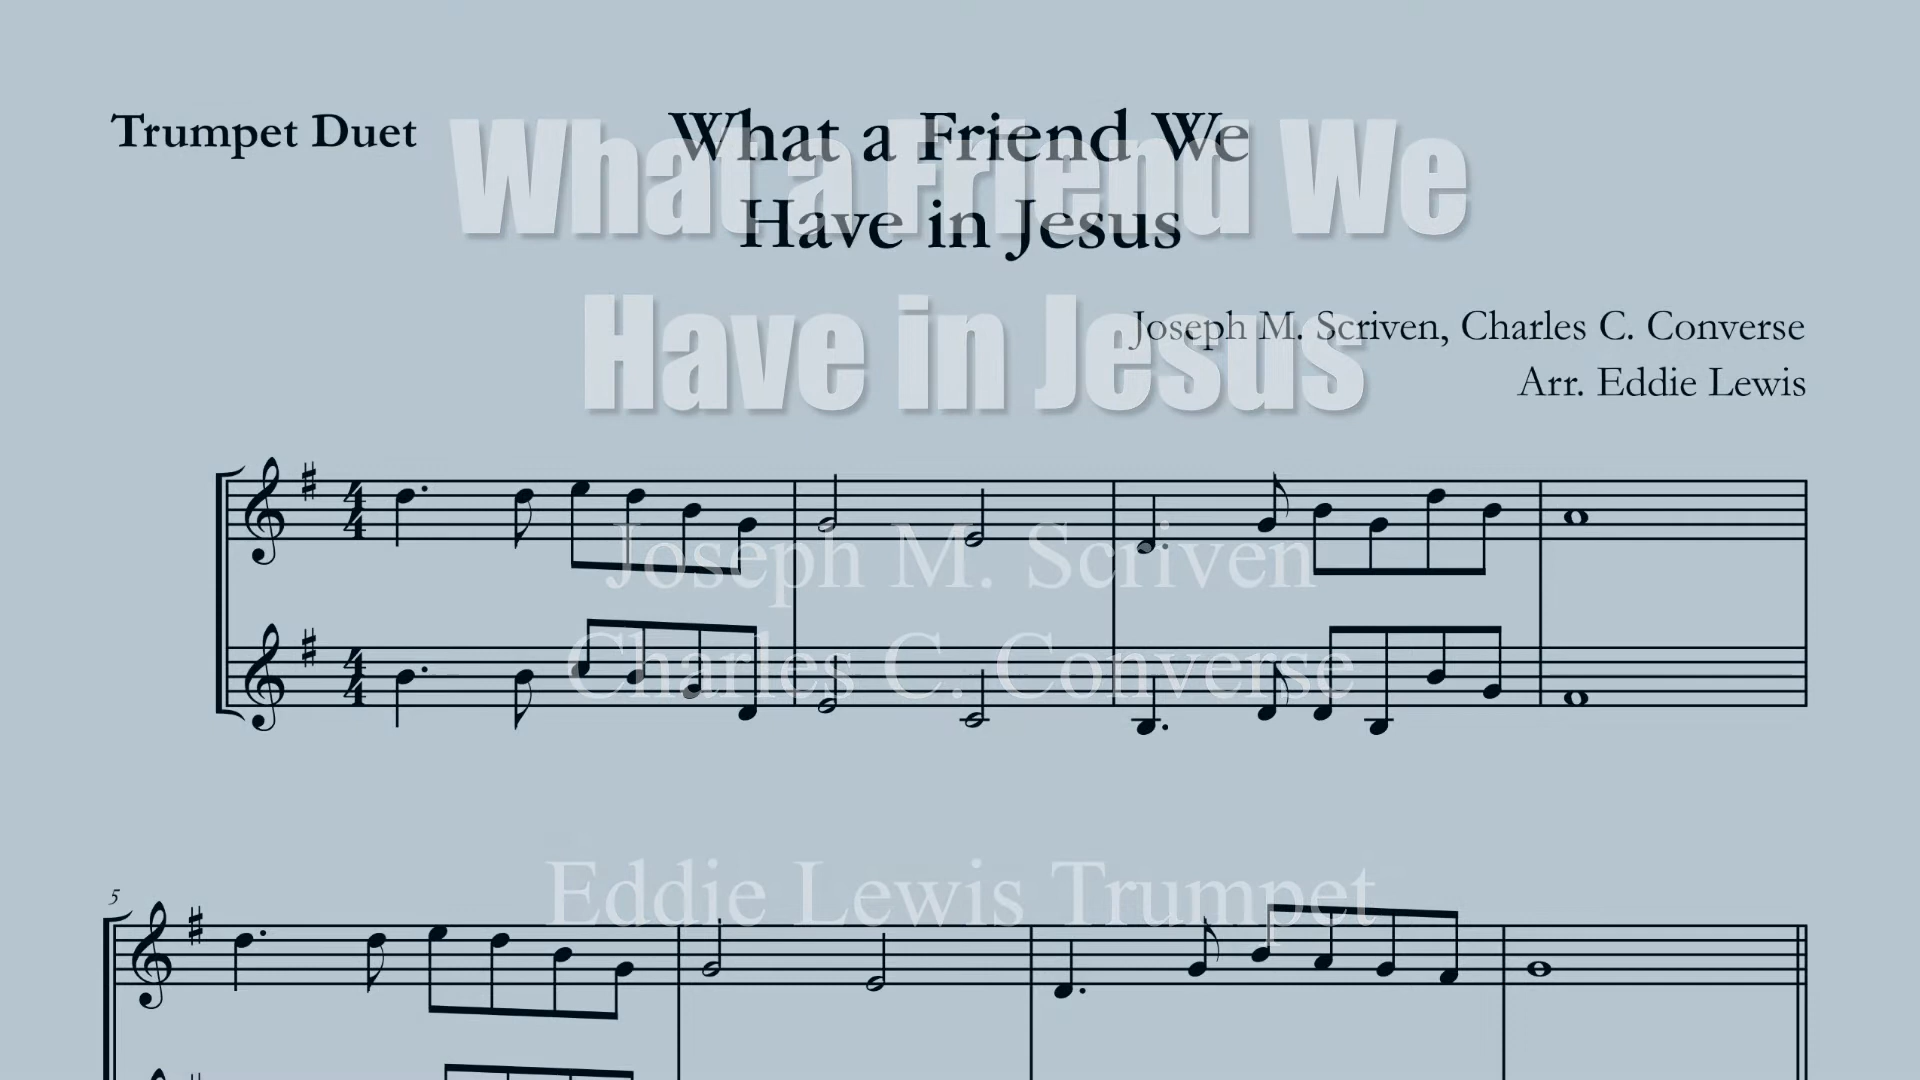 Trumpet Duet
What a Friend We
Have in Jesus
What a Friend We
Have in Jesus
Joseph M. Scriven, Charles C. Converse
Arr. Eddie Lewis
Joseph M. Scriven
Charles C. Converse
Eddie Lewis Trumpet
5